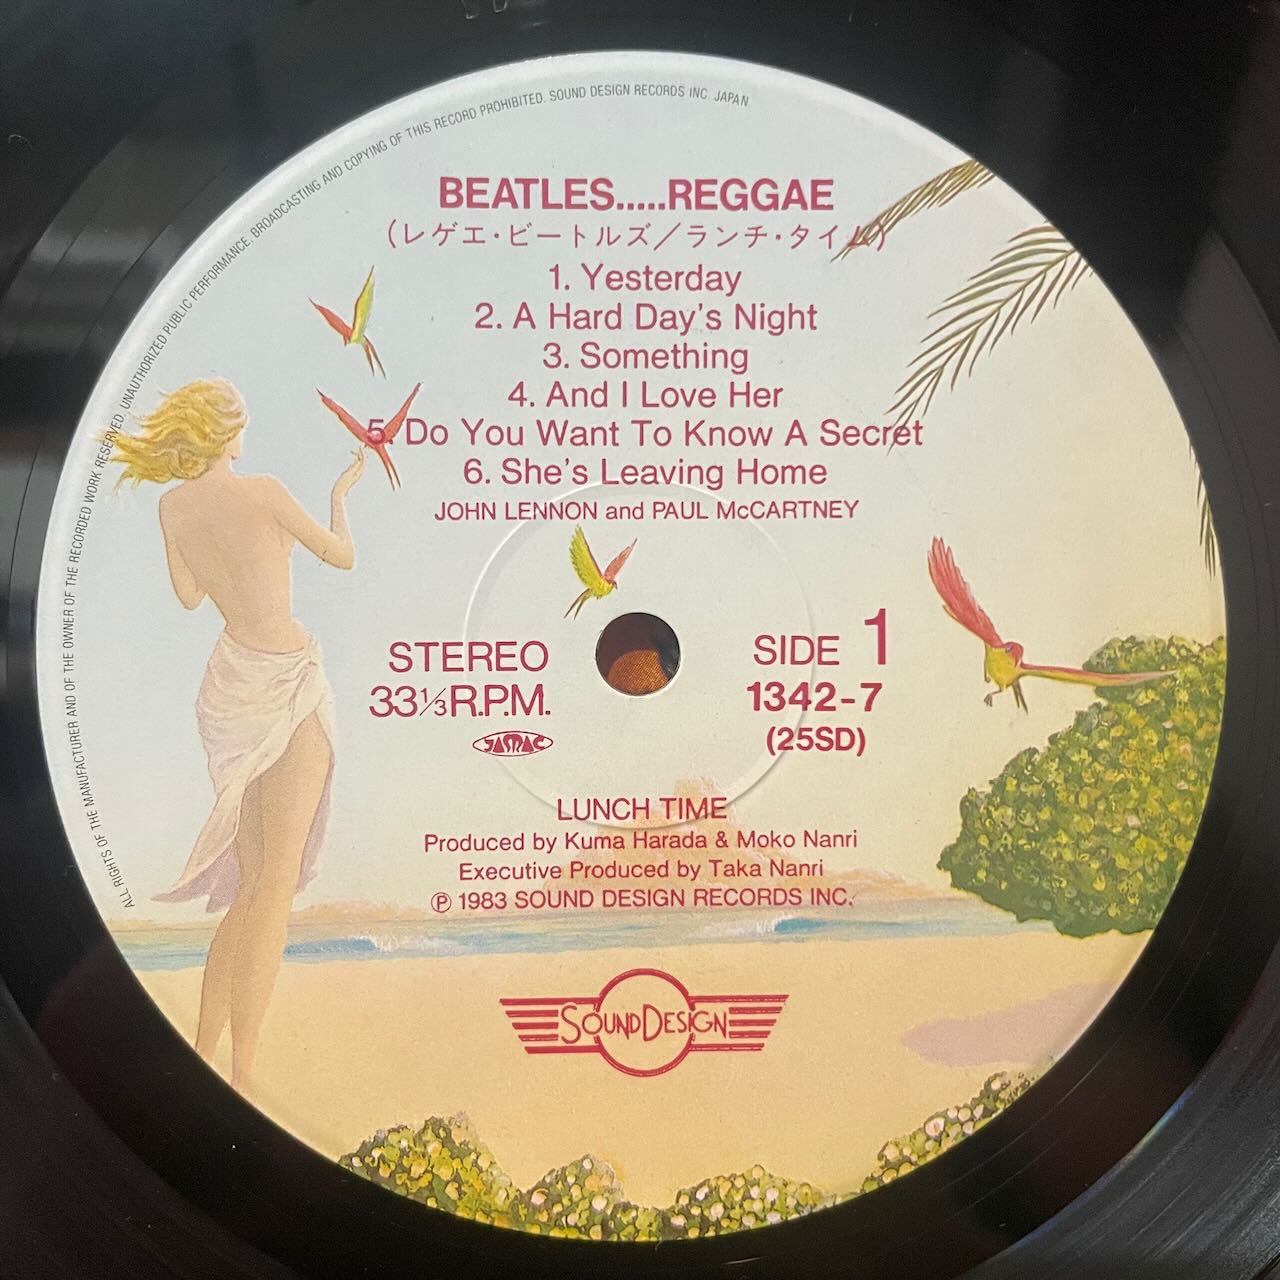 ALL RIGHTS OF THE MANUFACTURER AND OF THE OWNER OF THE RECORDED WORK RESERVED. UNAUTHORIZED PUBLIC PERFORMANCE. BROADCASTING AND COPYING OF THIS RECORD PROHIBITED. SOUND DESIGN RECORDS INC. JAPAN.
BEATLES.....REGGAE
(レゲエ・ビートルズ／ランチ・タイム)
1. Yesterday
2. A Hard Day's Night
3. Something
4. And I Love Her
5. Do You Want To Know A Secret
6. She's Leaving Home
JOHN LENNON and PAUL McCARTNEY
STEREO
33⅓R.P.M.
JASRAC
SIDE 1
1342-7
(25SD)
LUNCH TIME
Produced by Kuma Harada & Moko Nanri
Executive Produced by Taka Nanri
Ⓟ 1983 SOUND DESIGN RECORDS INC.
SOUNDDESIGN